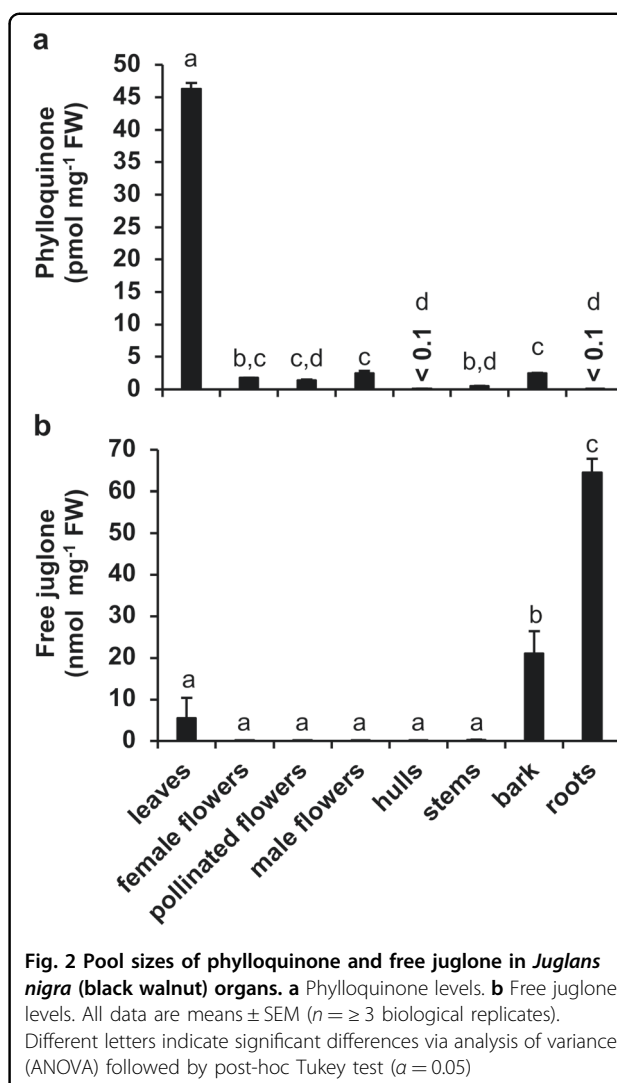 a
a
50
45
40
35
30
25
20
15
10
5
0
Phylloquinone
(pmol mg⁻¹ FW)
b,c
c,d
c
d
< 0.1
b,d
c
d
< 0.1
b
70
60
50
40
30
20
10
0
Free juglone
(nmol mg⁻¹ FW)
a
a
a
a
a
a
b
c
leaves
female flowers
pollinated flowers
male flowers
hulls
stems
bark
roots
Fig. 2 Pool sizes of phylloquinone and free juglone in Juglans
nigra (black walnut) organs. a Phylloquinone levels. b Free juglone
levels. All data are means ± SEM (n = ≥ 3 biological replicates).
Different letters indicate significant differences via analysis of variance
(ANOVA) followed by post-hoc Tukey test (α = 0.05)